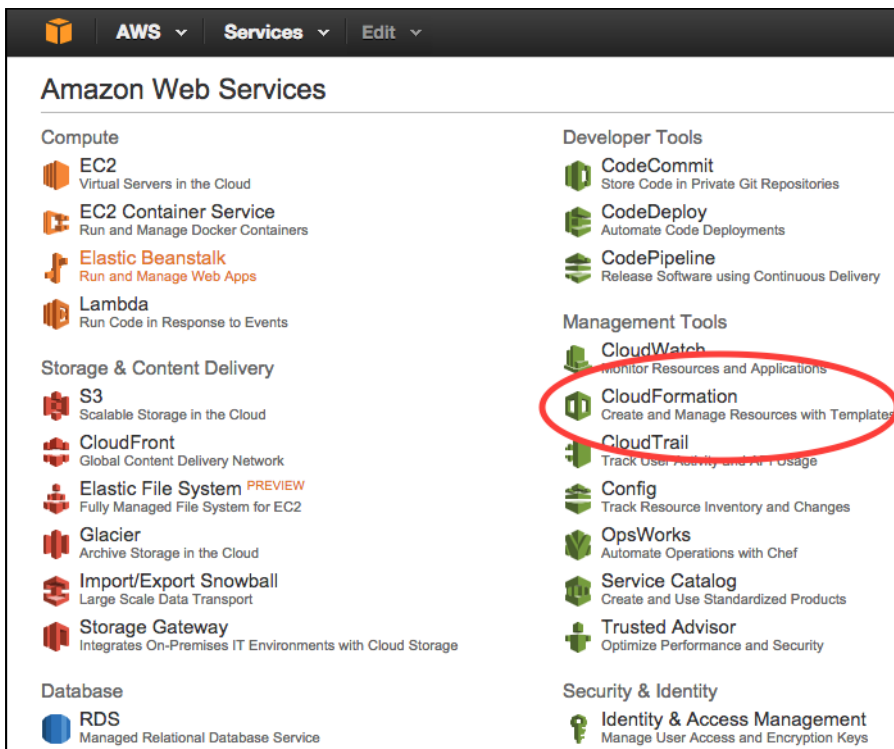 AWS Services Edit
Amazon Web Services
Compute
EC2
Virtual Servers in the Cloud
EC2 Container Service
Run and Manage Docker Containers
Elastic Beanstalk
Run and Manage Web Apps
Lambda
Run Code in Response to Events
Storage & Content Delivery
S3
Scalable Storage in the Cloud
CloudFront
Global Content Delivery Network
Elastic File System PREVIEW
Fully Managed File System for EC2
Glacier
Archive Storage in the Cloud
Import/Export Snowball
Large Scale Data Transport
Storage Gateway
Integrates On-Premises IT Environments with Cloud Storage
Database
RDS
Managed Relational Database Service
Developer Tools
CodeCommit
Store Code in Private Git Repositories
CodeDeploy
Automate Code Deployments
CodePipeline
Release Software using Continuous Delivery
Management Tools
CloudWatch
Monitor Resources and Applications
CloudFormation
Create and Manage Resources with Templates
CloudTrail
Track User Activity and API Usage
Config
Track Resource Inventory and Changes
OpsWorks
Automate Operations with Chef
Service Catalog
Create and Use Standardized Products
Trusted Advisor
Optimize Performance and Security
Security & Identity
Identity & Access Management
Manage User Access and Encryption Keys